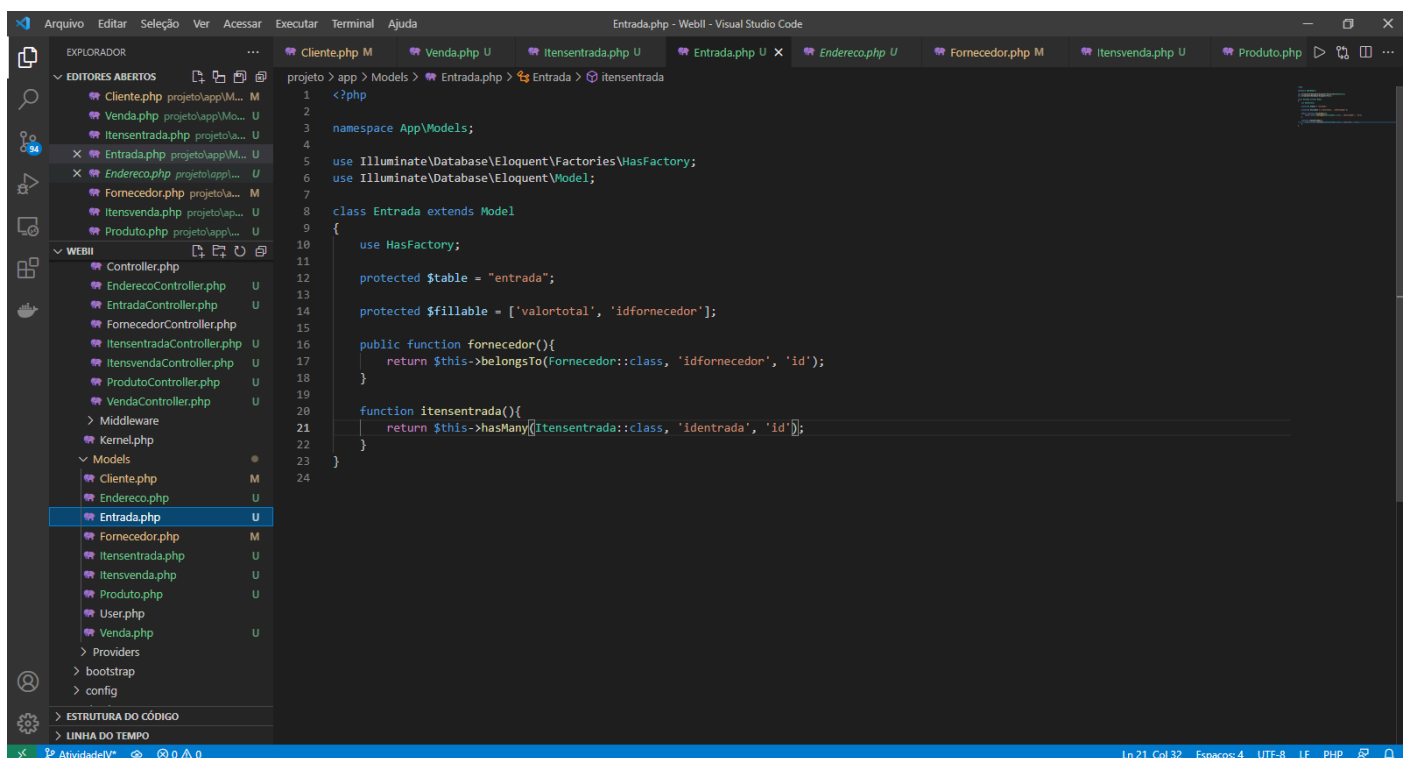 Arquivo Editar Seleção Ver Acessar Executar Terminal Ajuda
Entrada.php - WebII - Visual Studio Code
EXPLORADOR ...
Cliente.php M
Venda.php U
Itensentrada.php U
Entrada.php U
Endereco.php U
Fornecedor.php M
Itensvenda.php U
Produto.php
EDITORES ABERTOS
Cliente.php projeto\app\M... M
Venda.php projeto\app\Mo... U
Itensentrada.php projeto\a... U
Entrada.php projeto\app\M... U
Endereco.php projeto\app\... U
Fornecedor.php projeto\a... M
Itensvenda.php projeto\ap... U
Produto.php projeto\app\... U
94
WEBII
Controller.php
EnderecoController.php U
EntradaController.php U
FornecedorController.php
ItensentradaController.php U
ItensvendaController.php U
ProdutoController.php U
VendaController.php U
> Middleware
Kernel.php
Models
Cliente.php M
Endereco.php U
Entrada.php U
Fornecedor.php M
Itensentrada.php U
Itensvenda.php U
Produto.php U
User.php
Venda.php U
> Providers
> bootstrap
> config
> ESTRUTURA DO CÓDIGO
> LINHA DO TEMPO
projeto > app > Models > Entrada.php > Entrada > itensentrada
1 <?php
2
3 namespace App\Models;
4
5 use Illuminate\Database\Eloquent\Factories\HasFactory;
6 use Illuminate\Database\Eloquent\Model;
7
8 class Entrada extends Model
9 {
10 use HasFactory;
11
12 protected $table = "entrada";
13
14 protected $fillable = ['valortotal', 'idfornecedor'];
15
16 public function fornecedor(){
17 return $this->belongsTo(Fornecedor::class, 'idfornecedor', 'id');
18 }
19
20 function itensentrada(){
21 return $this->hasMany(Itensentrada::class, 'identrada', 'id');
22 }
23 }
24
AtividadeIV* 0 0
Ln 21, Col 32 Espaços: 4 UTF-8 LF PHP